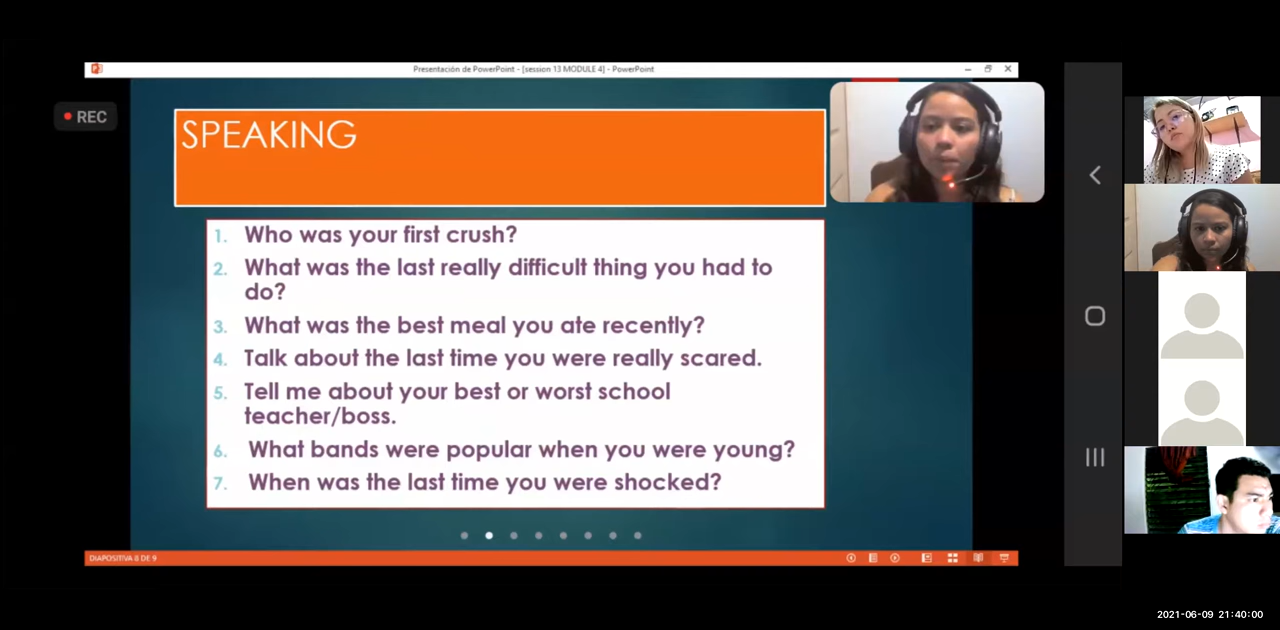 Presentación de PowerPoint - [session 13 MODULE 4] - PowerPoint
REC
SPEAKING
1. Who was your first crush?
2. What was the last really difficult thing you had to
do?
3. What was the best meal you ate recently?
4. Talk about the last time you were really scared.
5. Tell me about your best or worst school
teacher/boss.
6. What bands were popular when you were young?
7. When was the last time you were shocked?
DIAPOSITIVA 8 DE 9
2021-06-09 21:40:00